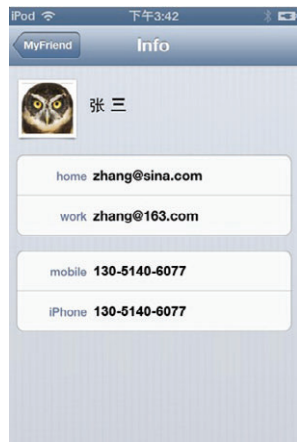 iPod 下午3:42
MyFriend Info
张 三
home zhang@sina.com
work zhang@163.com
mobile 130-5140-6077
iPhone 130-5140-6077